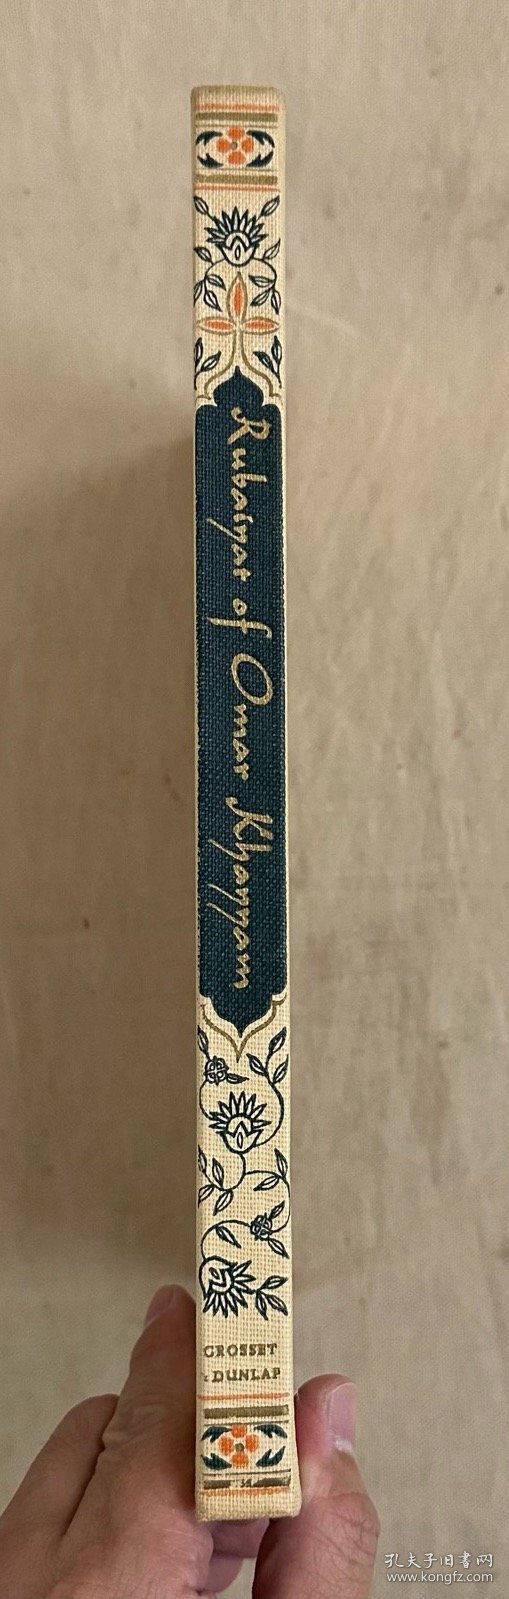 Rubaiyat of Omar Khayyam
GROSSET
& DUNLAP
孔夫子旧书网
www.kongfz.com